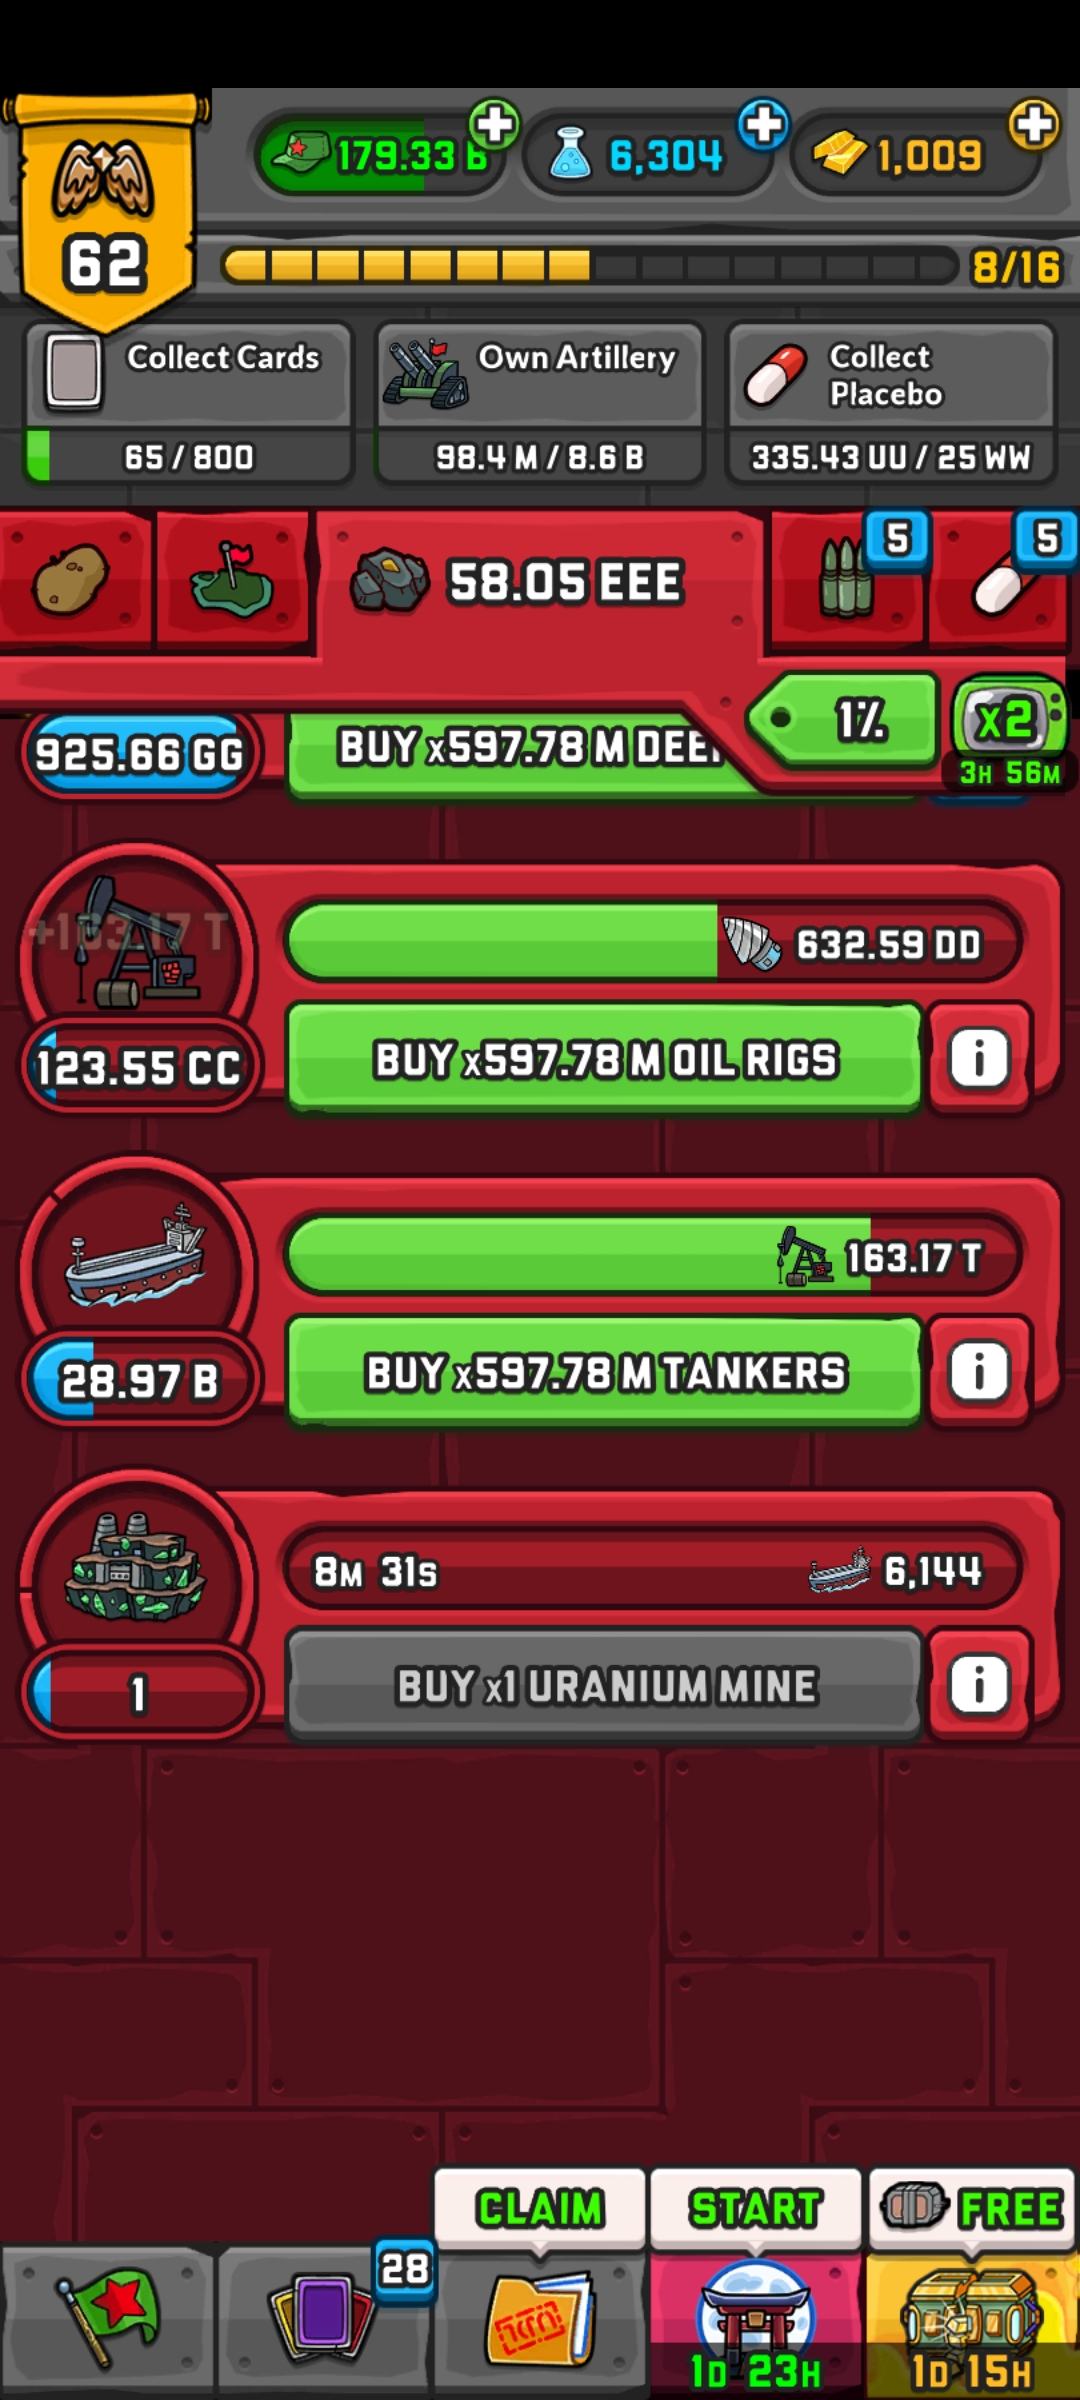 179.33 B
6,304
1,009
62
8/16
Collect Cards
65 / 800
Own Artillery
98.4 M / 8.6 B
Collect
Placebo
335.43 UU / 25 WW
58.05 EEE
5
5
1%
x2
3H 56M
925.66 GG
BUY x597.78 M
+163.17 T
632.59 DD
123.55 CC
BUY x597.78 M OIL RIGS
i
163.17 T
28.97 B
BUY x597.78 M TANKERS
i
8M 31S
6,144
1
BUY x1 URANIUM MINE
i
CLAIM
START
FREE
28
1D 23H
1D 15H